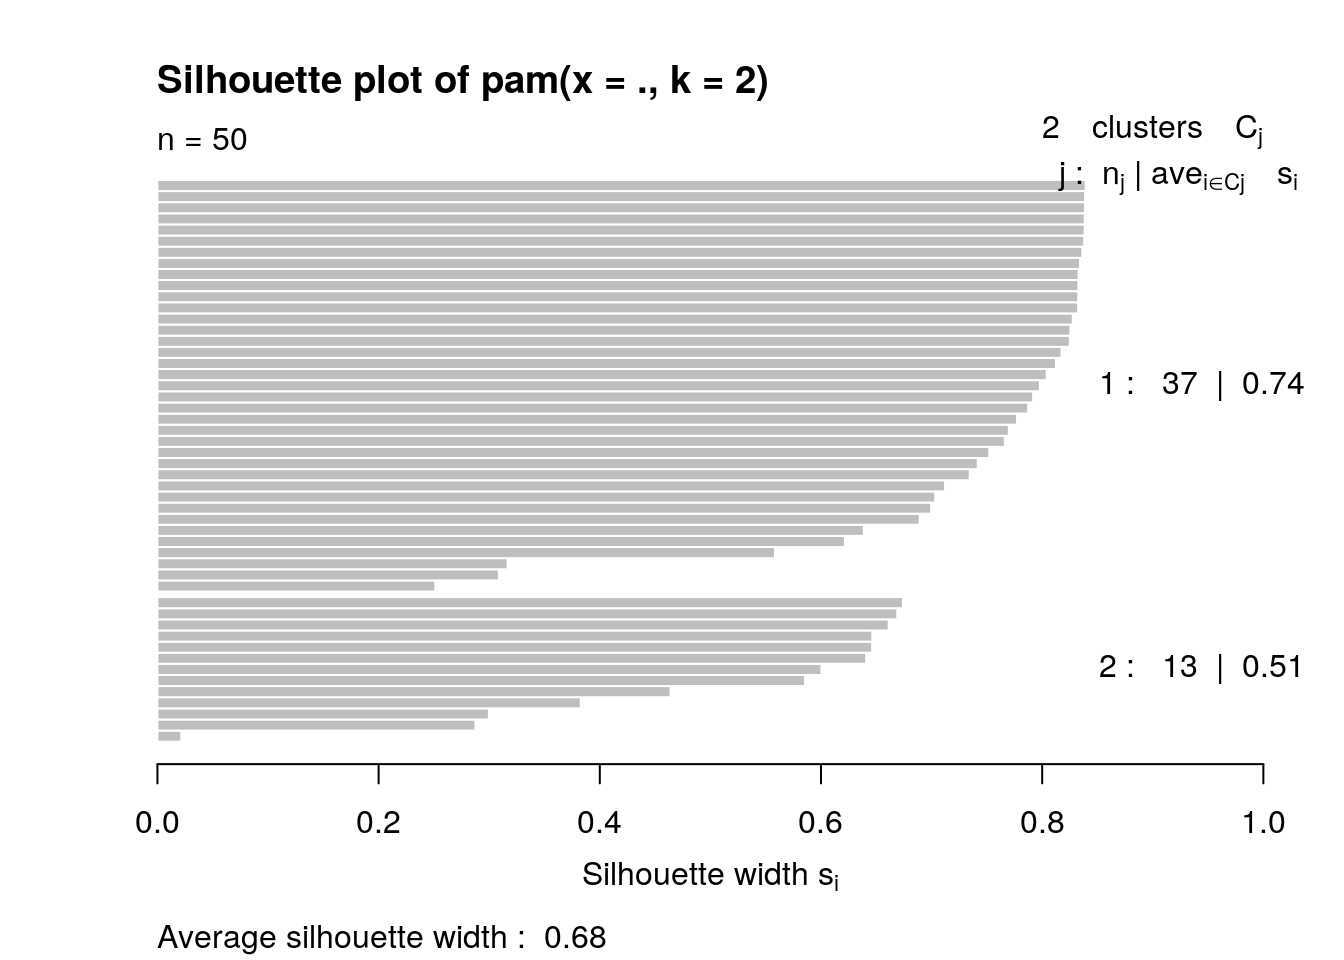 Silhouette plot of pam(x = ., k = 2)
n = 50
2 clusters Cj
j : nj | avei∈Cj si
1 : 37 | 0.74
2 : 13 | 0.51
0.0 0.2 0.4 0.6 0.8 1.0
Silhouette width si
Average silhouette width : 0.68